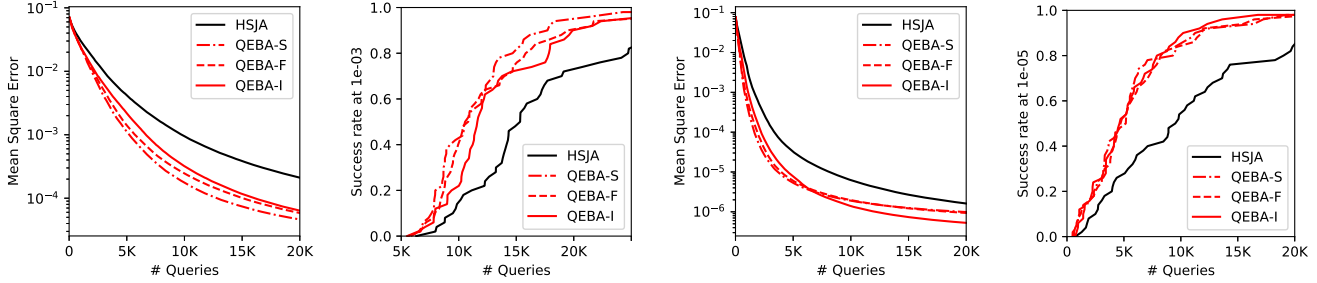 Mean Square Error
10⁻¹
10⁻²
10⁻³
10⁻⁴
0
5K
10K
15K
20K
# Queries
HSJA
QEBA-S
QEBA-F
QEBA-I
Success rate at 1e-03
1.0
0.8
0.6
0.4
0.2
0.0
5K
10K
15K
20K
# Queries
HSJA
QEBA-S
QEBA-F
QEBA-I
Mean Square Error
10⁻¹
10⁻²
10⁻³
10⁻⁴
10⁻⁵
10⁻⁶
0
5K
10K
15K
20K
# Queries
HSJA
QEBA-S
QEBA-F
QEBA-I
Success rate at 1e-05
1.0
0.8
0.6
0.4
0.2
0.0
0
5K
10K
15K
20K
# Queries
HSJA
QEBA-S
QEBA-F
QEBA-I